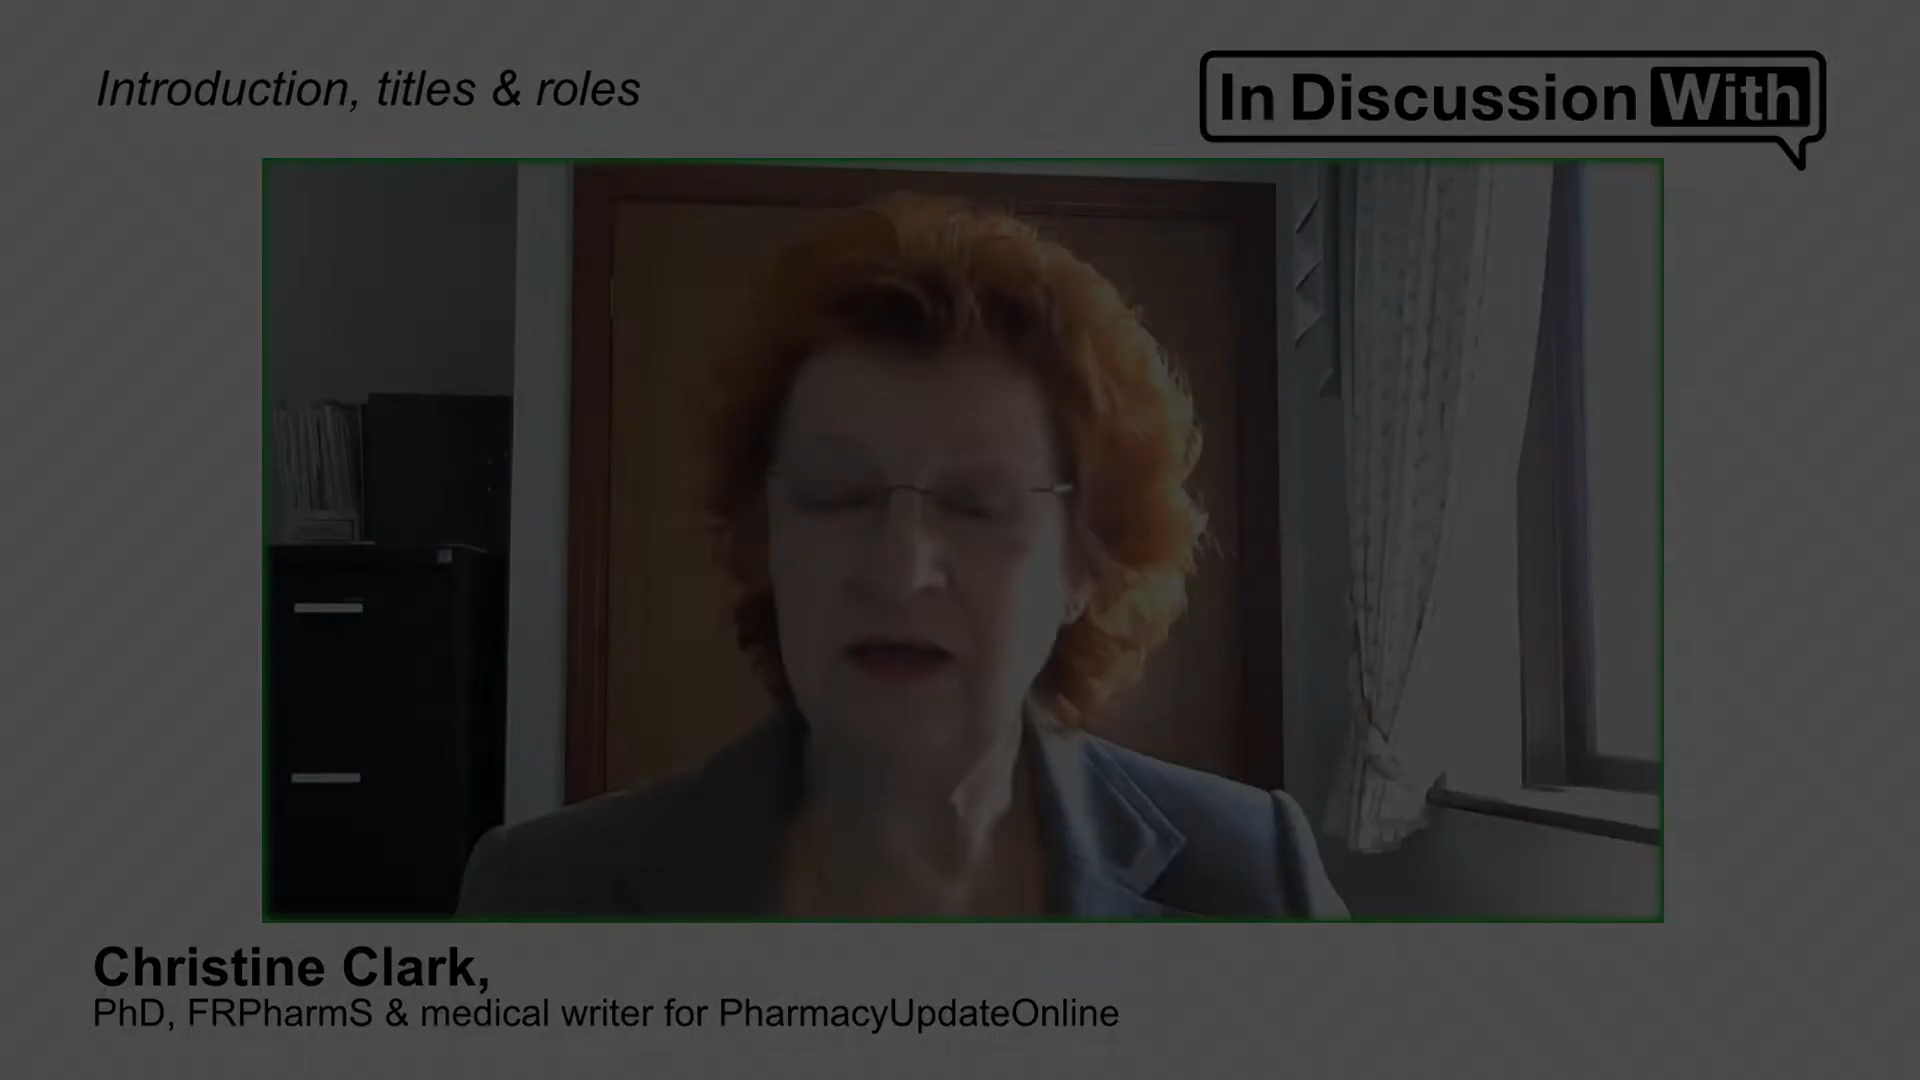 Introduction, titles & roles
In Discussion With
Christine Clark,
PhD, FRPharmS & medical writer for PharmacyUpdateOnline